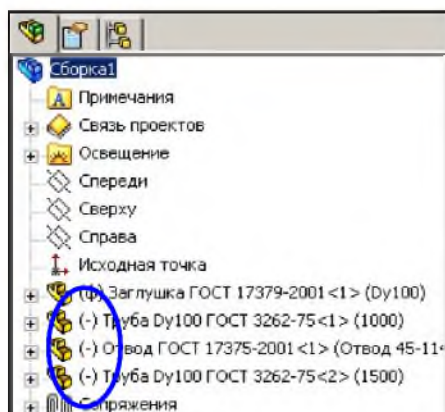 Сборка1
A Примечания
Связь проектов
Освещение
Спереди
Сверху
Справа
Исходная точка
(ф) Заглушка ГОСТ 17379-2001<1> (Dy100)
(-) Труба Dy100 ГОСТ 3262-75<1> (1000)
(-) Отвод ГОСТ 17375-2001<1> (Отвод 45-114
(-) Труба Dy100 ГОСТ 3262-75<2> (1500)
Сопряжения